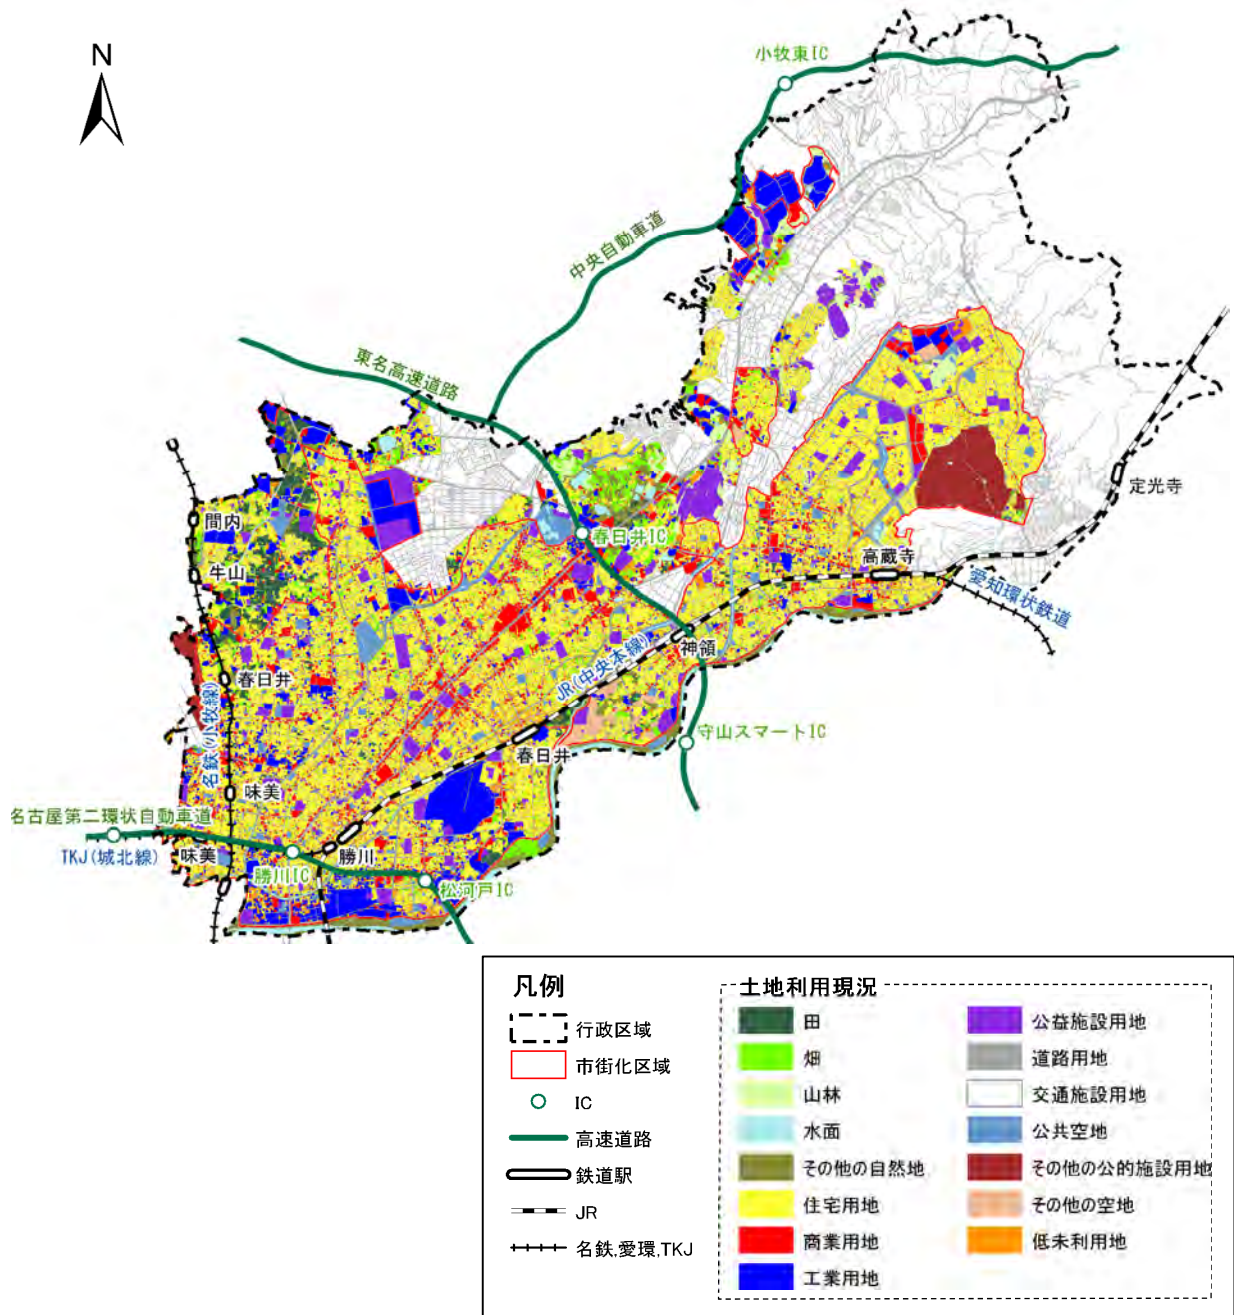 N
小牧東IC
中央自動車道
東名高速道路
定光寺
間内
春日井IC
高蔵寺
牛山
愛知環状鉄道
神領
JR(中央本線)
春日井
名鉄(小牧線)
守山スマートIC
春日井
味美
名古屋第二環状自動車道
TKJ(城北線)
味美
勝川
勝川IC
松河戸IC
凡例
行政区域
市街化区域
IC
高速道路
鉄道駅
JR
名鉄,愛環,TKJ
土地利用現況
田
畑
山林
水面
その他の自然地
住宅用地
商業用地
工業用地
公益施設用地
道路用地
交通施設用地
公共空地
その他の公的施設用地
その他の空地
低未利用地